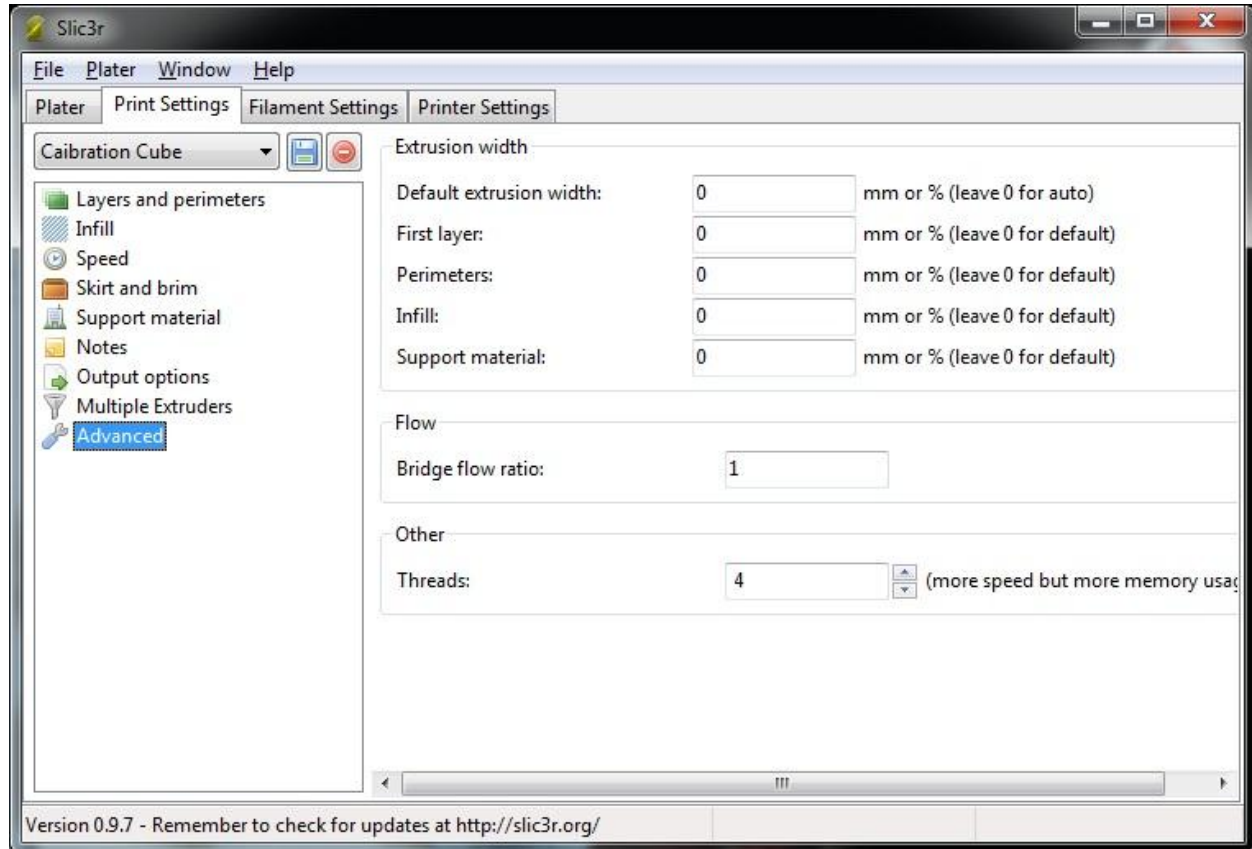 Slic3r
File Plater Window Help
Plater Print Settings Filament Settings Printer Settings
Caibration Cube
Layers and perimeters
Infill
Speed
Skirt and brim
Support material
Notes
Output options
Multiple Extruders
Advanced
Extrusion width
Default extrusion width: 0 mm or % (leave 0 for auto)
First layer: 0 mm or % (leave 0 for default)
Perimeters: 0 mm or % (leave 0 for default)
Infill: 0 mm or % (leave 0 for default)
Support material: 0 mm or % (leave 0 for default)
Flow
Bridge flow ratio: 1
Other
Threads: 4 (more speed but more memory usag
Version 0.9.7 - Remember to check for updates at http://slic3r.org/